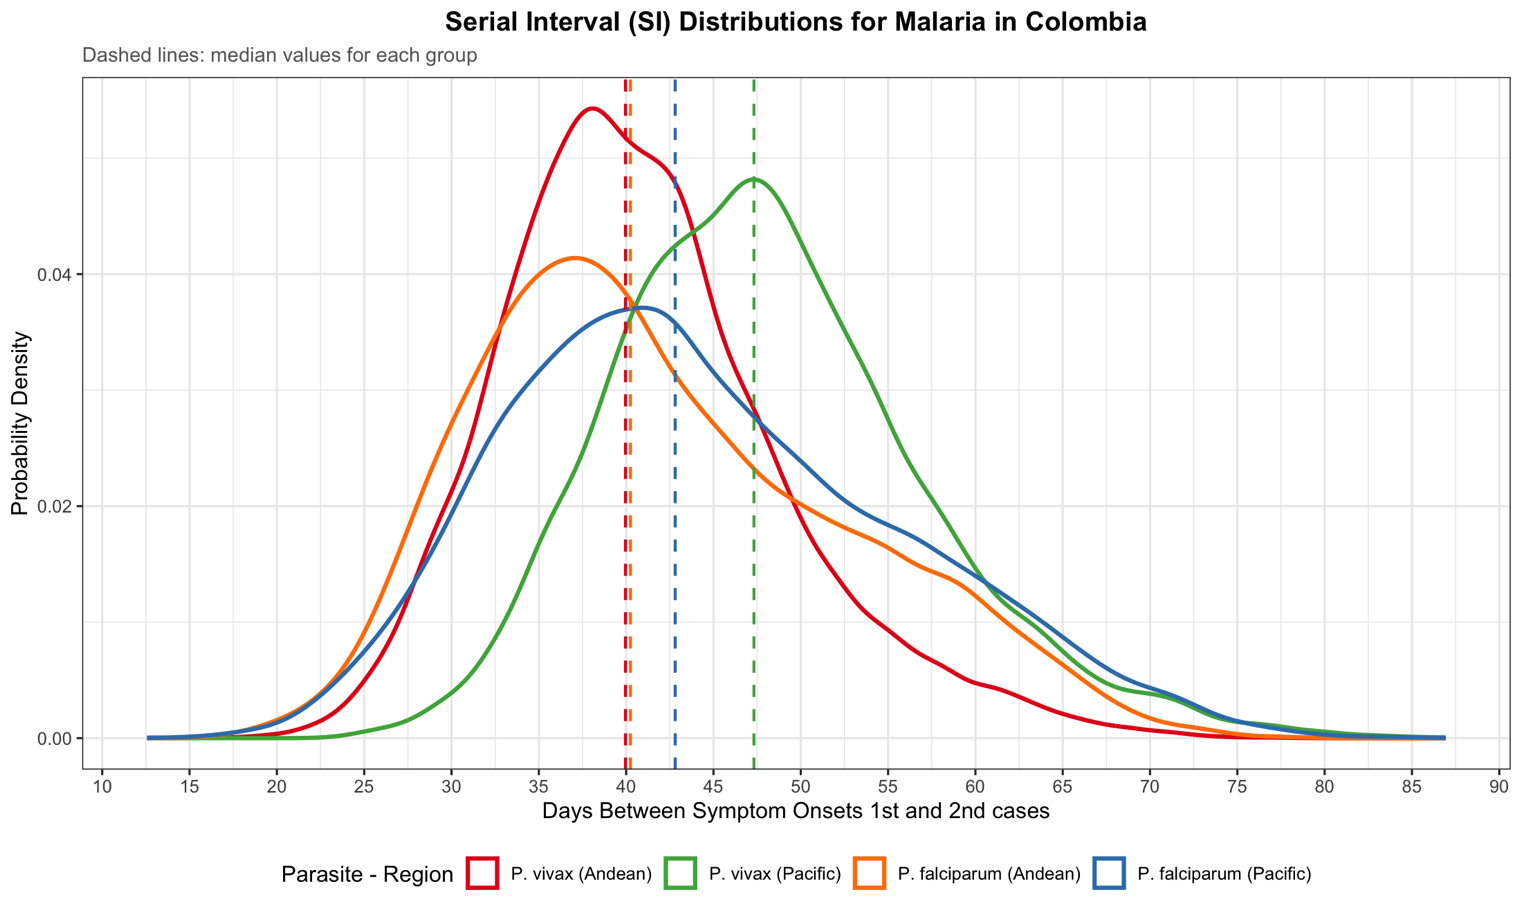 Serial Interval (SI) Distributions for Malaria in Colombia
Dashed lines: median values for each group
Probability Density
0.04
0.02
0.00
10 15 20 25 30 35 40 45 50 55 60 65 70 75 80 85 90
Days Between Symptom Onsets 1st and 2nd cases
Parasite - Region P. vivax (Andean) P. vivax (Pacific) P. falciparum (Andean) P. falciparum (Pacific)